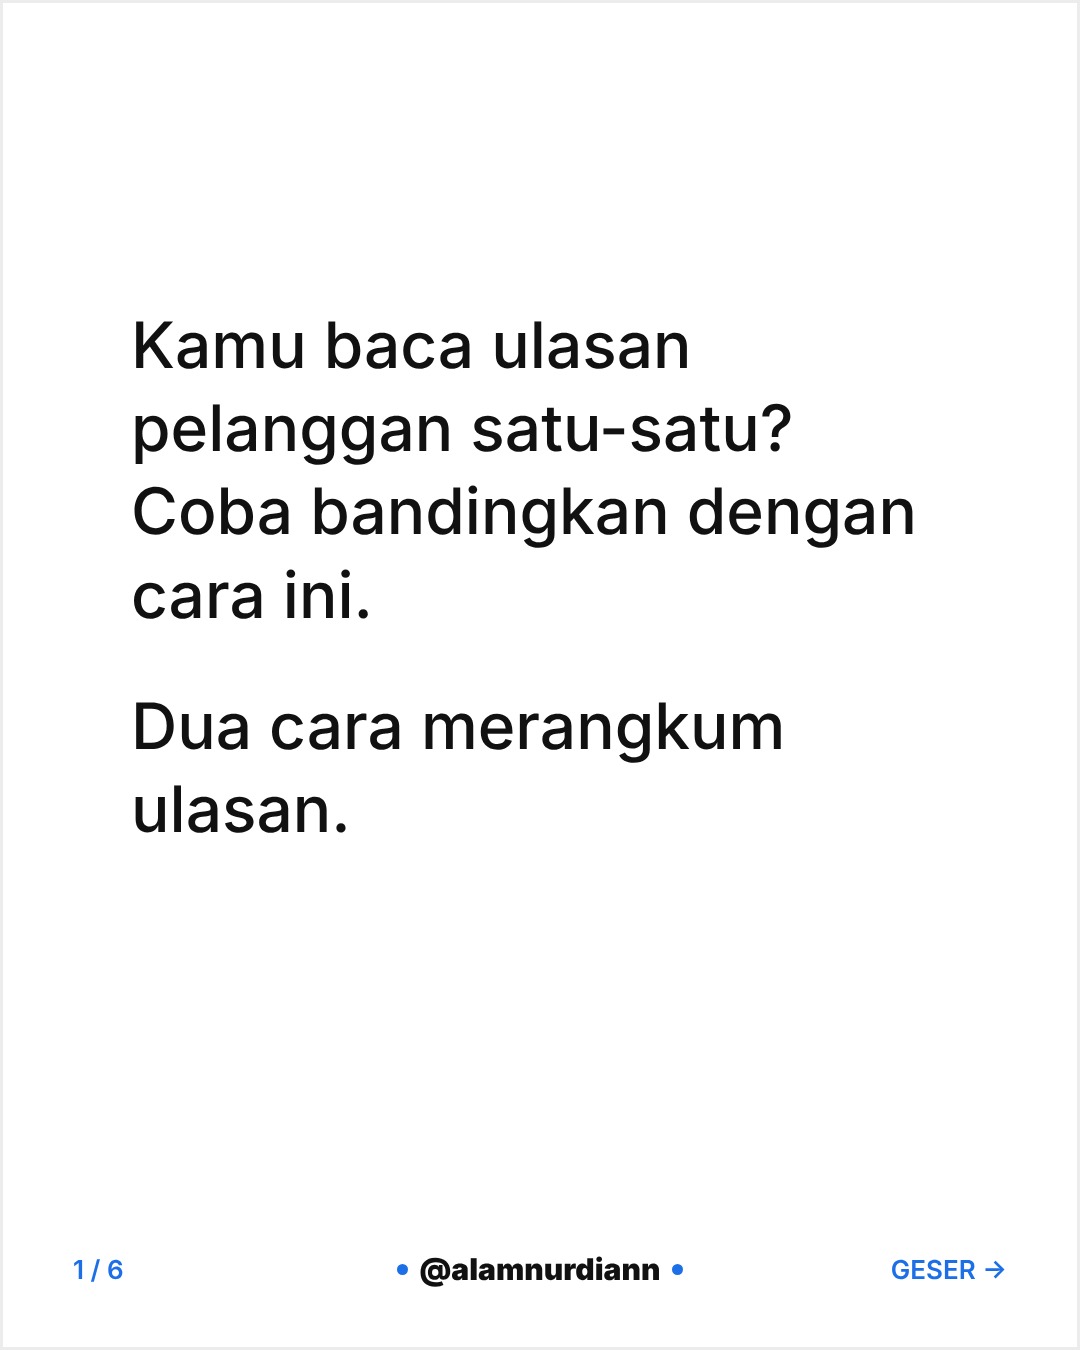 Kamu baca ulasan
pelanggan satu-satu?
Coba bandingkan dengan
cara ini.
Dua cara merangkum
ulasan.
1 / 6
• @alamnurdiann •
GESER →